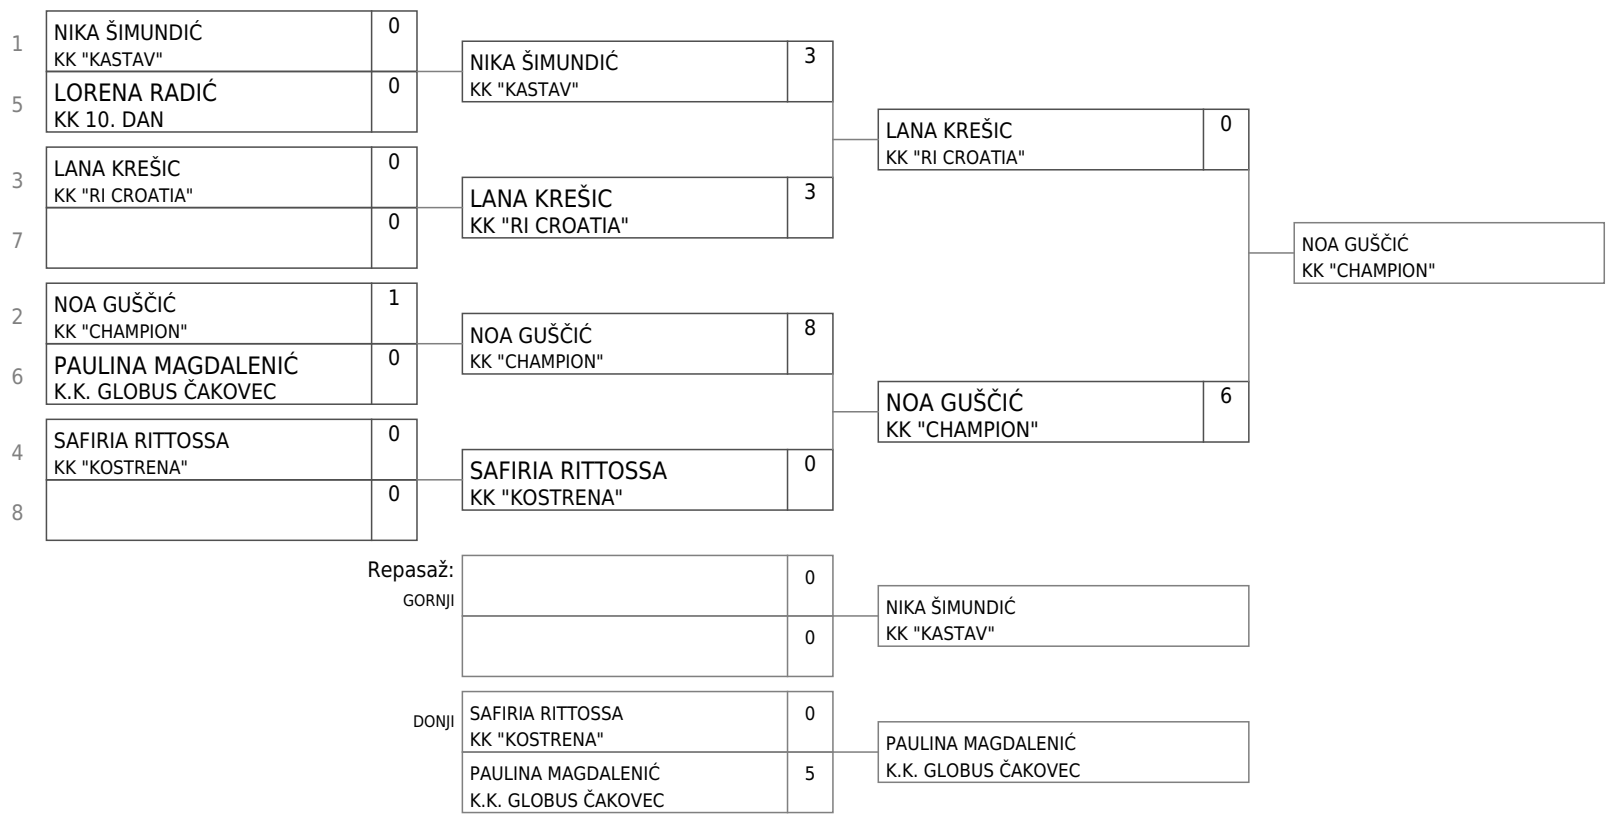 1
NIKA ŠIMUNDIĆ
KK "KASTAV"
0
5
LORENA RADIĆ
KK 10. DAN
0
3
LANA KREŠIC
KK "RI CROATIA"
0
7
0
2
NOA GUŠČIĆ
KK "CHAMPION"
1
6
PAULINA MAGDALENIĆ
K.K. GLOBUS ČAKOVEC
0
4
SAFIRIA RITTOSSA
KK "KOSTRENA"
0
8
0
NIKA ŠIMUNDIĆ
KK "KASTAV"
3
LANA KREŠIC
KK "RI CROATIA"
3
NOA GUŠČIĆ
KK "CHAMPION"
8
SAFIRIA RITTOSSA
KK "KOSTRENA"
0
LANA KREŠIC
KK "RI CROATIA"
0
NOA GUŠČIĆ
KK "CHAMPION"
6
NOA GUŠČIĆ
KK "CHAMPION"
Repasaž:
GORNJI
0
0
NIKA ŠIMUNDIĆ
KK "KASTAV"
DONJI
SAFIRIA RITTOSSA
KK "KOSTRENA"
0
PAULINA MAGDALENIĆ
K.K. GLOBUS ČAKOVEC
5
PAULINA MAGDALENIĆ
K.K. GLOBUS ČAKOVEC